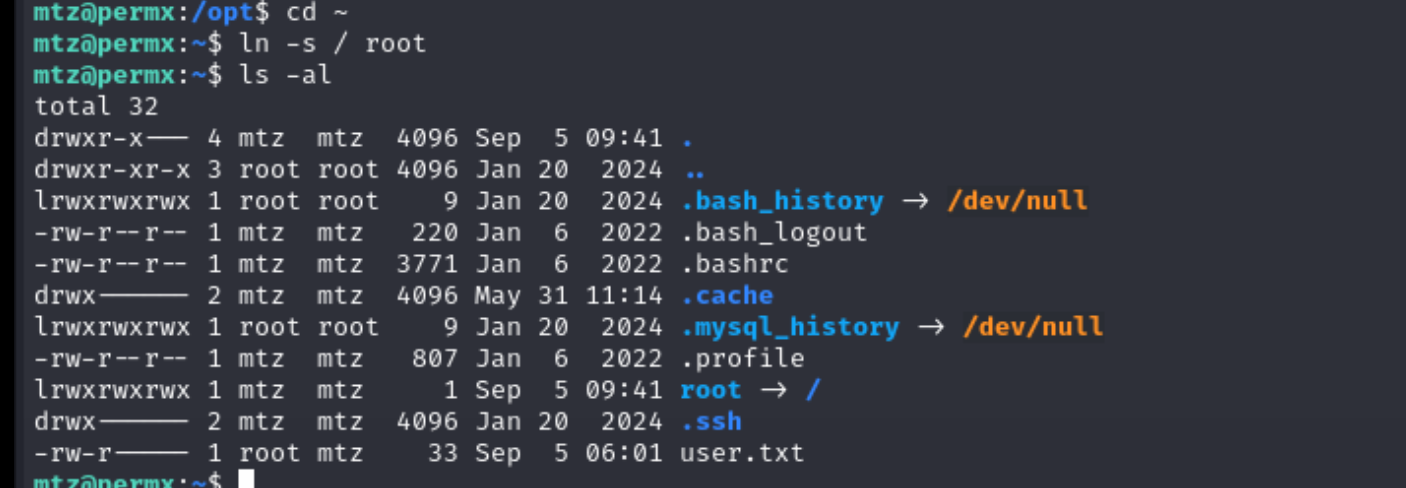 mtz@permx:/opt$ cd ~
mtz@permx:~$ ln -s / root
mtz@permx:~$ ls -al
total 32
drwxr-x--- 4 mtz  mtz  4096 Sep  5 09:41 .
drwxr-xr-x 3 root root 4096 Jan 20  2024 ..
lrwxrwxrwx 1 root root    9 Jan 20  2024 .bash_history -> /dev/null
-rw-r--r-- 1 mtz  mtz   220 Jan  6  2022 .bash_logout
-rw-r--r-- 1 mtz  mtz  3771 Jan  6  2022 .bashrc
drwx------ 2 mtz  mtz  4096 May 31 11:14 .cache
lrwxrwxrwx 1 root root    9 Jan 20  2024 .mysql_history -> /dev/null
-rw-r--r-- 1 mtz  mtz   807 Jan  6  2022 .profile
lrwxrwxrwx 1 mtz  mtz     1 Sep  5 09:41 root -> /
drwx------ 2 mtz  mtz  4096 Jan 20  2024 .ssh
-rw-r----- 1 root mtz    33 Sep  5 06:01 user.txt
mtz@permx:~$